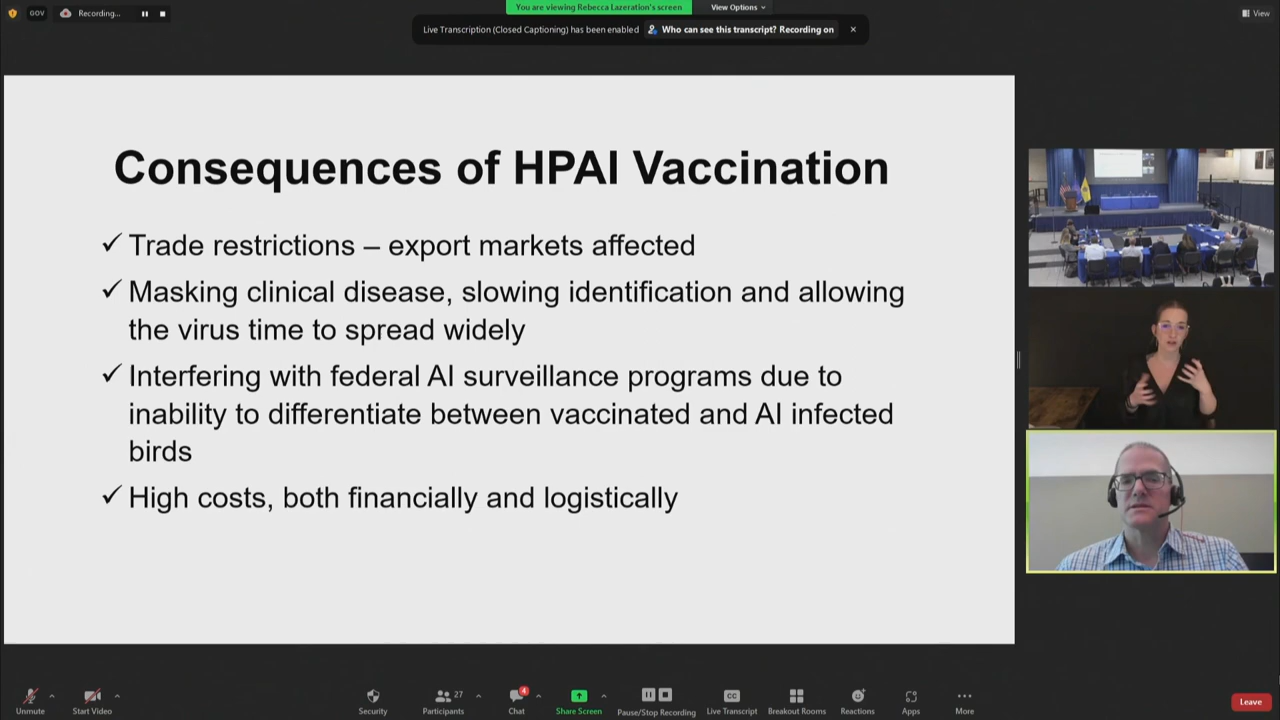 You are viewing Rebecca Lazeration's screen
View Options
GOV
Recording...
View
Live Transcription (Closed Captioning) has been enabled
Who can see this transcript? Recording on
Consequences of HPAI Vaccination
✓ Trade restrictions – export markets affected
✓ Masking clinical disease, slowing identification and allowing
the virus time to spread widely
✓ Interfering with federal AI surveillance programs due to
inability to differentiate between vaccinated and AI infected
birds
✓ High costs, both financially and logistically
Unmute
Start Video
Security
Participants
27
Chat
4
Share Screen
Pause/Stop Recording
CC
Live Transcript
Breakout Rooms
Reactions
Apps
More
Leave